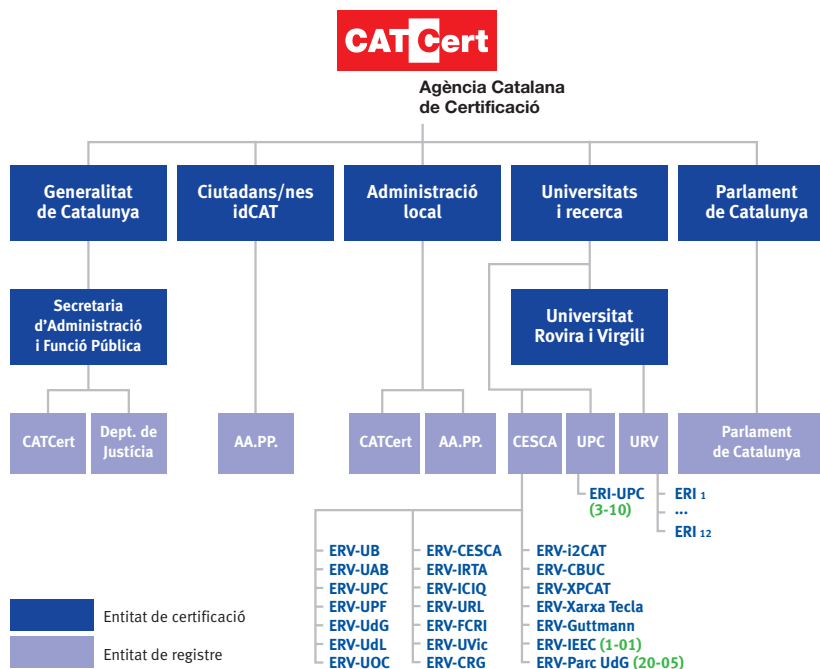 CATCert
Agència Catalana
de Certificació
Generalitat
de Catalunya
Ciutadans/nes
idCAT
Administració
local
Universitats
i recerca
Parlament
de Catalunya
Secretaria
d'Administració
i Funció Pública
Universitat
Rovira i Virgili
CATCert
Dept. de
Justícia
AA.PP.
CATCert
AA.PP.
CESCA
UPC
URV
Parlament
de Catalunya
ERI-UPC
(3-10)
ERI 1
...
ERI 12
ERV-UB
ERV-UAB
ERV-UPC
ERV-UPF
ERV-UdG
ERV-UdL
ERV-UOC
ERV-CESCA
ERV-IRTA
ERV-ICIQ
ERV-URL
ERV-FCRI
ERV-UVic
ERV-CRG
ERV-i2CAT
ERV-CBUC
ERV-XPCAT
ERV-Xarxa Tecla
ERV-Guttmann
ERV-IEEC (1-01)
ERV-Parc UdG (20-05)
Entitat de certificació
Entitat de registre